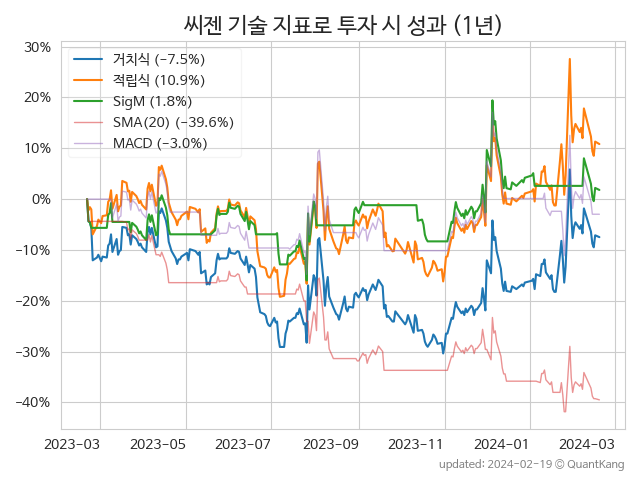 씨젠 기술 지표로 투자 시 성과 (1년)
30%
20%
10%
0%
−10%
−20%
−30%
−40%
거치식 (−7.5%)
적립식 (10.9%)
SigM (1.8%)
SMA(20) (−39.6%)
MACD (−3.0%)
2023-03
2023-05
2023-07
2023-09
2023-11
2024-01
2024-03
updated: 2024-02-19 © QuantKang